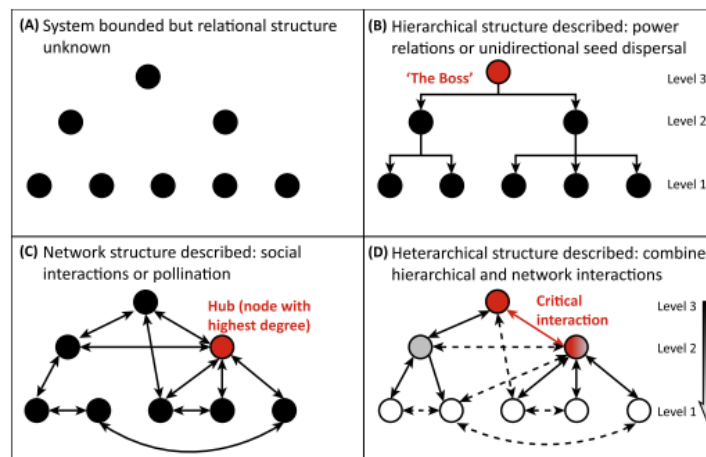 (A) System bounded but relational structure
unknown
(B) Hierarchical structure described: power
relations or unidirectional seed dispersal
'The Boss'
Level 3
Level 2
Level 1
(C) Network structure described: social
interactions or pollination
Hub (node with
highest degree)
(D) Heterarchical structure described: combine
hierarchical and network interactions
Critical
interaction
Level 3
Level 2
Level 1